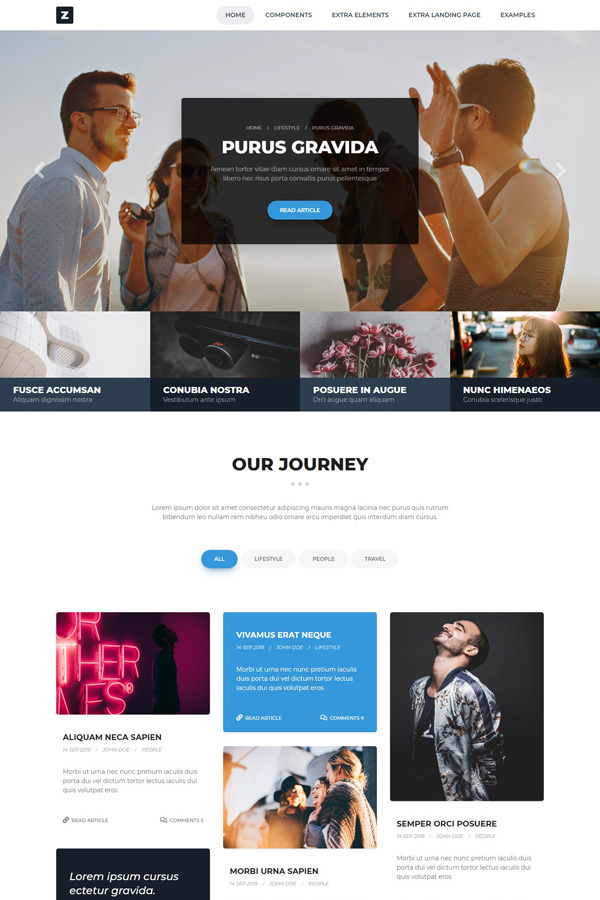 Z
HOME
COMPONENTS
EXTRA ELEMENTS
EXTRA LANDING PAGE
EXAMPLES
HOME / LIFESTYLE / PURUS GRAVIDA
PURUS GRAVIDA
Aenean tortor vitae diam cursus ornare sit amet in tempor
libero nec risus porta convallis purus pellentesque
READ ARTICLE
FUSCE ACCUMSAN
Aliquam dignissim nostra
CONUBIA NOSTRA
Vestibulum ante ipsum
POSUERE IN AUGUE
Orci augue quam aliquam
NUNC HIMENAEOS
Conubia scelerisque justo
OUR JOURNEY
Lorem ipsum dolor sit amet consectetur adipiscing mauris magna lacinia nec purus quis rutrum
bibendum leo nullam rem nibheu odio ornare arcu imperdiet quis interdum diam cursus.
ALL
LIFESTYLE
PEOPLE
TRAVEL
OR
THER
NES®
ALIQUAM NECA SAPIEN
14 SEP 2019 / JOHN DOE / PEOPLE
Morbi ut urna nec nunc pretium iaculis duis
porta dui vel dictum tortor lectus iaculis duis
quis volutpat eros
READ ARTICLE
COMMENTS 5
Lorem ipsum cursus
ectetur gravida.
VIVAMUS ERAT NEQUE
14 SEP 2019 / JOHN DOE / LIFESTYLE
Morbi ut urna nec nunc pretium iaculis
duis porta dui vel dictum tortor lectus
iaculis duis quis volutpat eros
READ ARTICLE
COMMENTS 9
MORBI URNA SAPIEN
14 SEP 2019 / JOHN DOE / PEOPLE
SEMPER ORCI POSUERE
14 SEP 2019 / JOHN DOE / PEOPLE
Morbi ut urna nec nunc pretium iaculis duis
porta dui vel dictum tortor lectus iaculis duis
quis volutpat eros